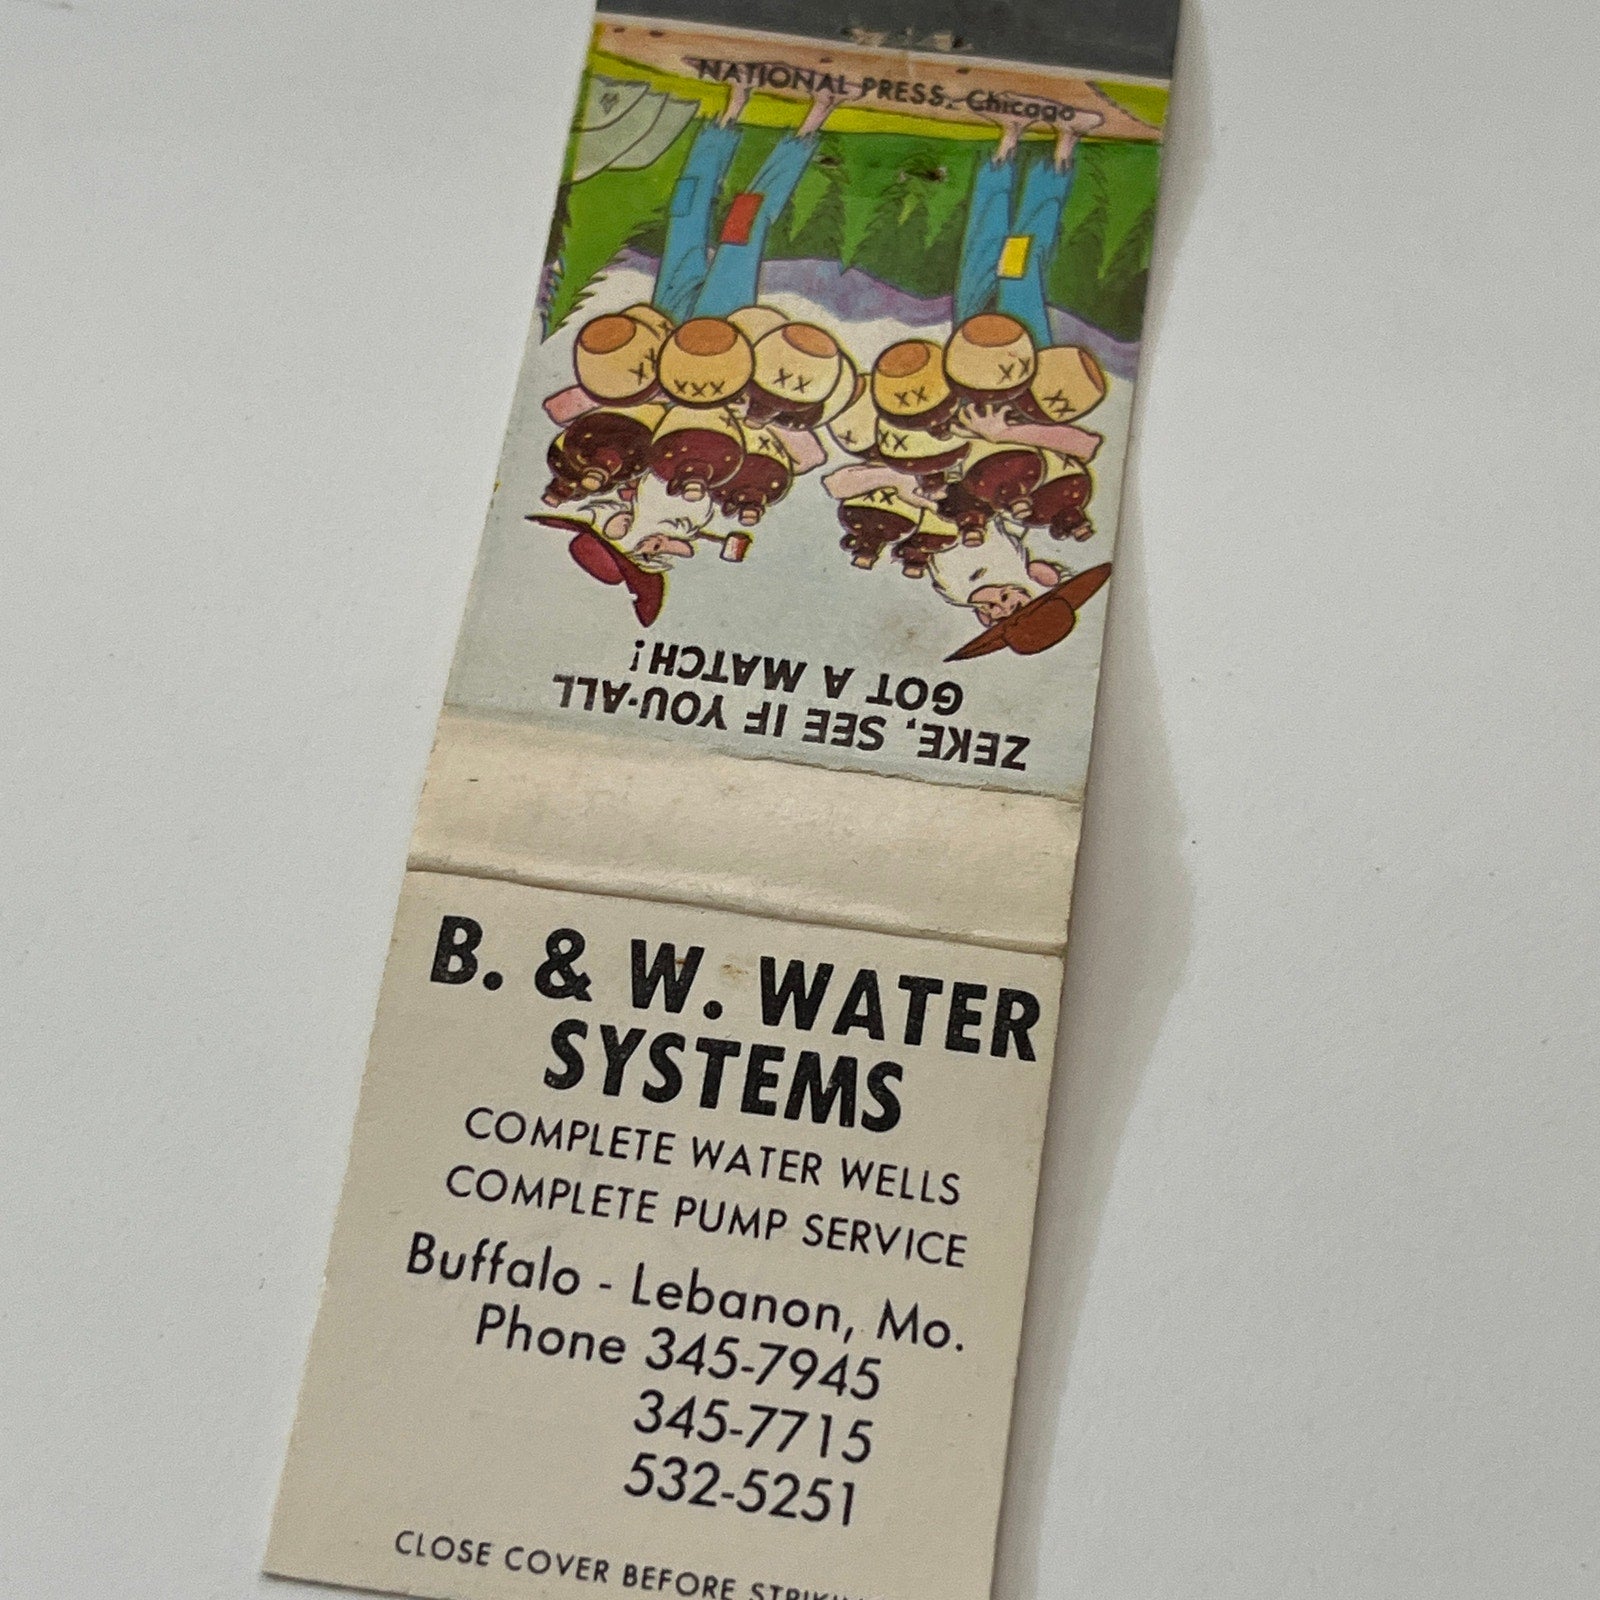 NATIONAL PRESS, Chicago
ZEKE, SEE IF YOU-ALL
GOT A MATCH!
B. & W. WATER
SYSTEMS
COMPLETE WATER WELLS
COMPLETE PUMP SERVICE
Buffalo - Lebanon, Mo.
Phone 345-7945
345-7715
532-5251
CLOSE COVER BEFORE